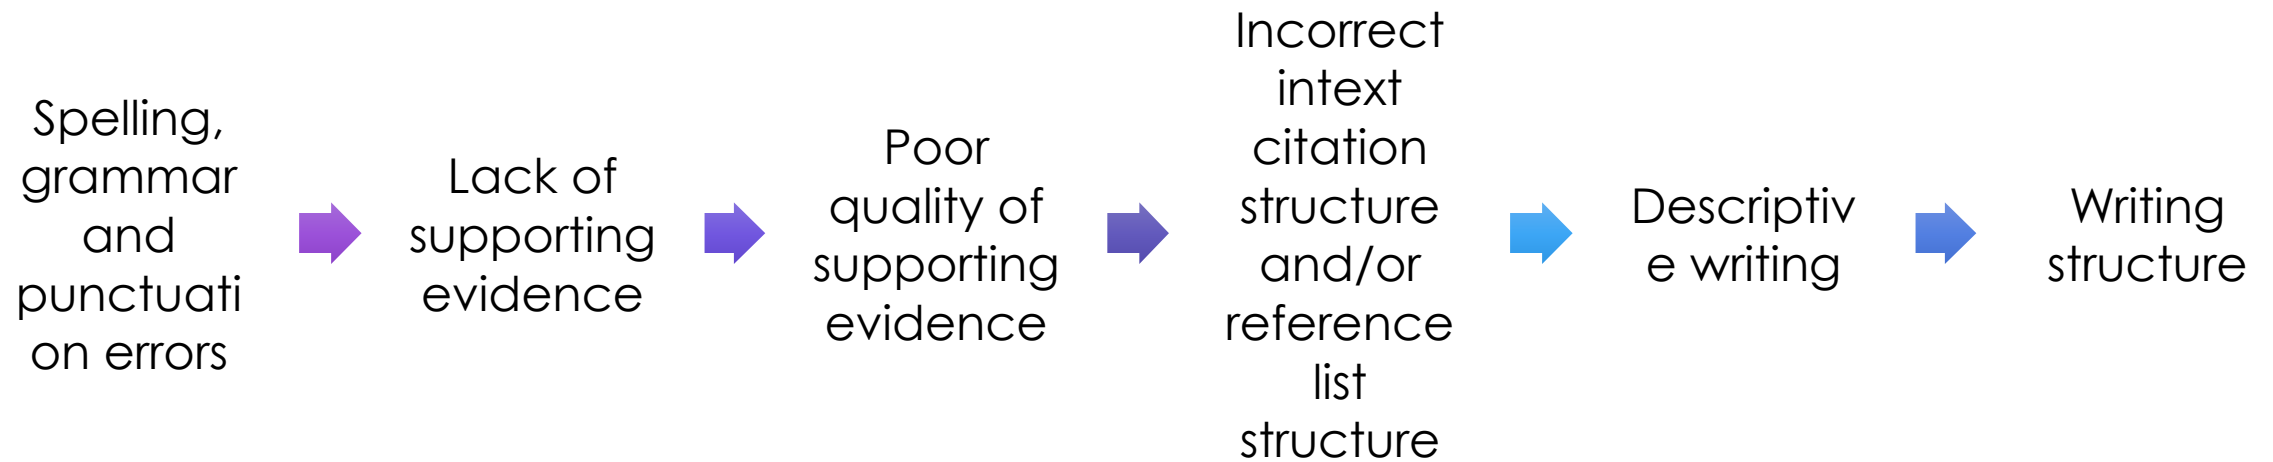 Spelling,
grammar
and
punctuati
on errors
Lack of
supporting
evidence
Poor
quality of
supporting
evidence
Incorrect
intext
citation
structure
and/or
reference
list
structure
Descriptiv
e writing
Writing
structure